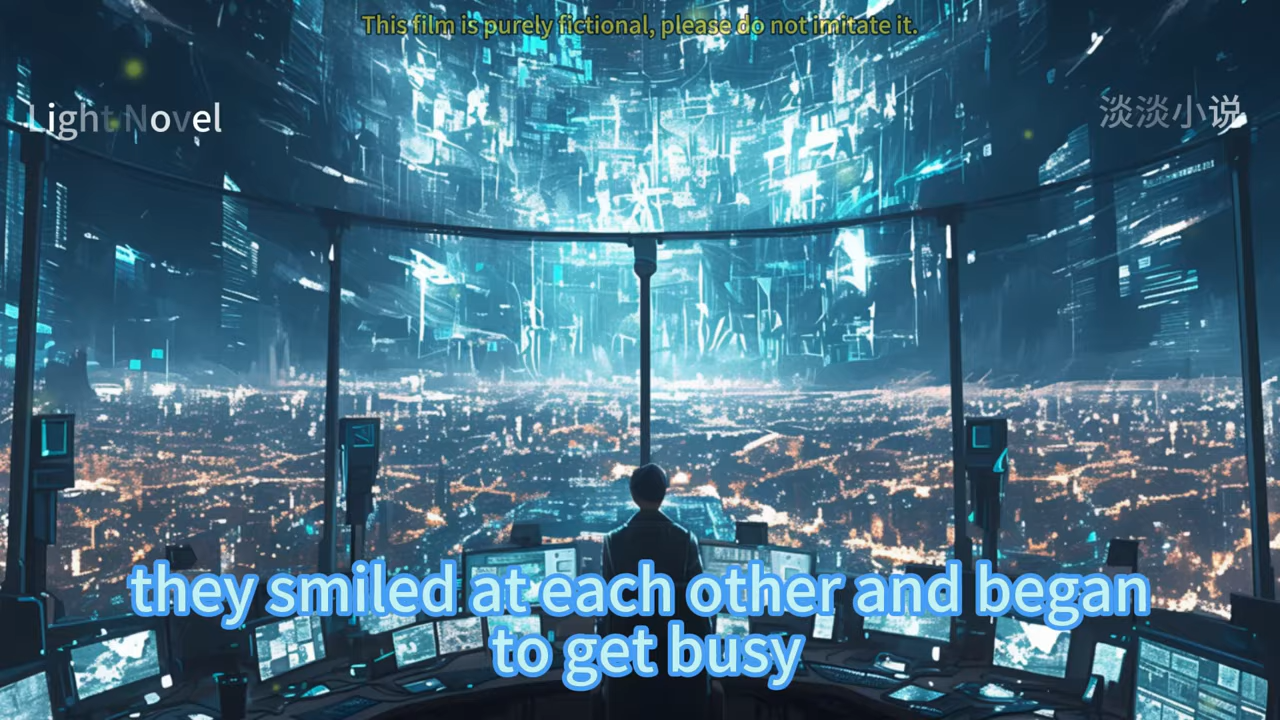 This film is purely fictional, please do not imitate it.
Light Novel
淡淡小说
they smiled at each other and began
to get busy